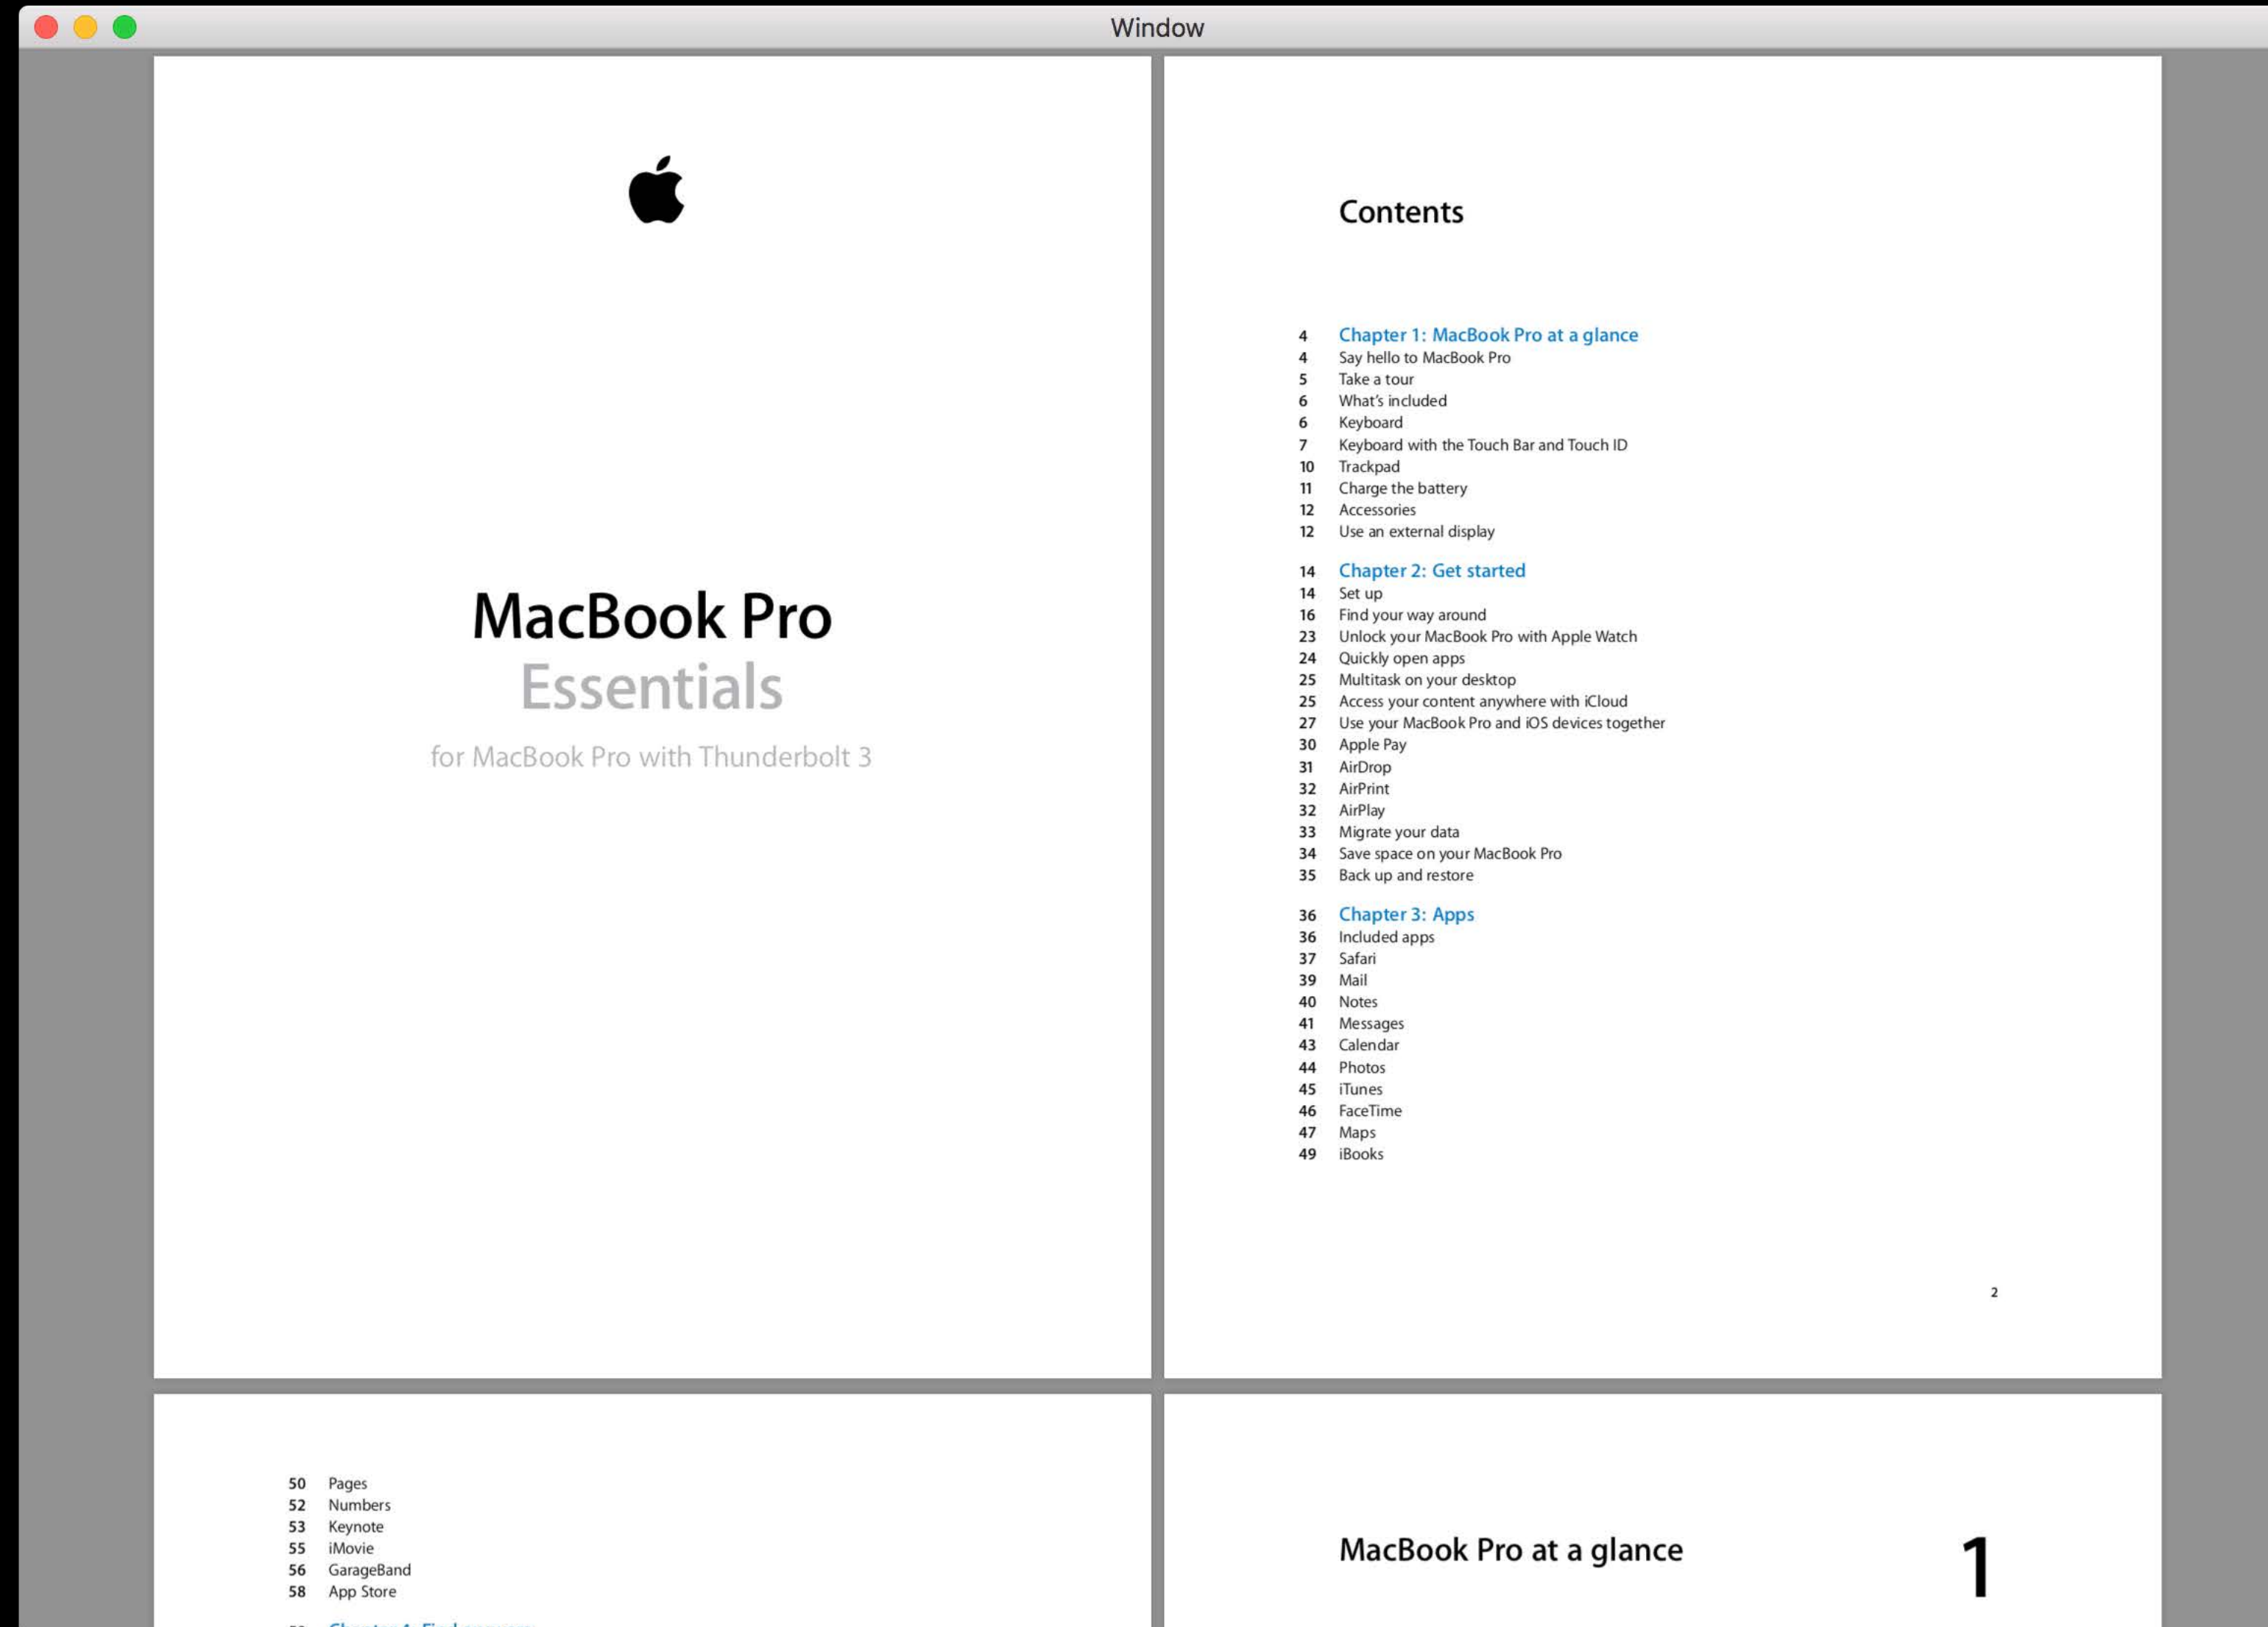 Window
MacBook Pro
Essentials
for MacBook Pro with Thunderbolt 3
Contents
4 Chapter 1: MacBook Pro at a glance
4 Say hello to MacBook Pro
5 Take a tour
6 What's included
6 Keyboard
7 Keyboard with the Touch Bar and Touch ID
10 Trackpad
11 Charge the battery
12 Accessories
12 Use an external display
14 Chapter 2: Get started
14 Set up
16 Find your way around
23 Unlock your MacBook Pro with Apple Watch
24 Quickly open apps
25 Multitask on your desktop
25 Access your content anywhere with iCloud
27 Use your MacBook Pro and iOS devices together
30 Apple Pay
31 AirDrop
32 AirPrint
32 AirPlay
33 Migrate your data
34 Save space on your MacBook Pro
35 Back up and restore
36 Chapter 3: Apps
36 Included apps
37 Safari
39 Mail
40 Notes
41 Messages
43 Calendar
44 Photos
45 iTunes
46 FaceTime
47 Maps
49 iBooks
2
50 Pages
52 Numbers
53 Keynote
55 iMovie
56 GarageBand
58 App Store
MacBook Pro at a glance
1